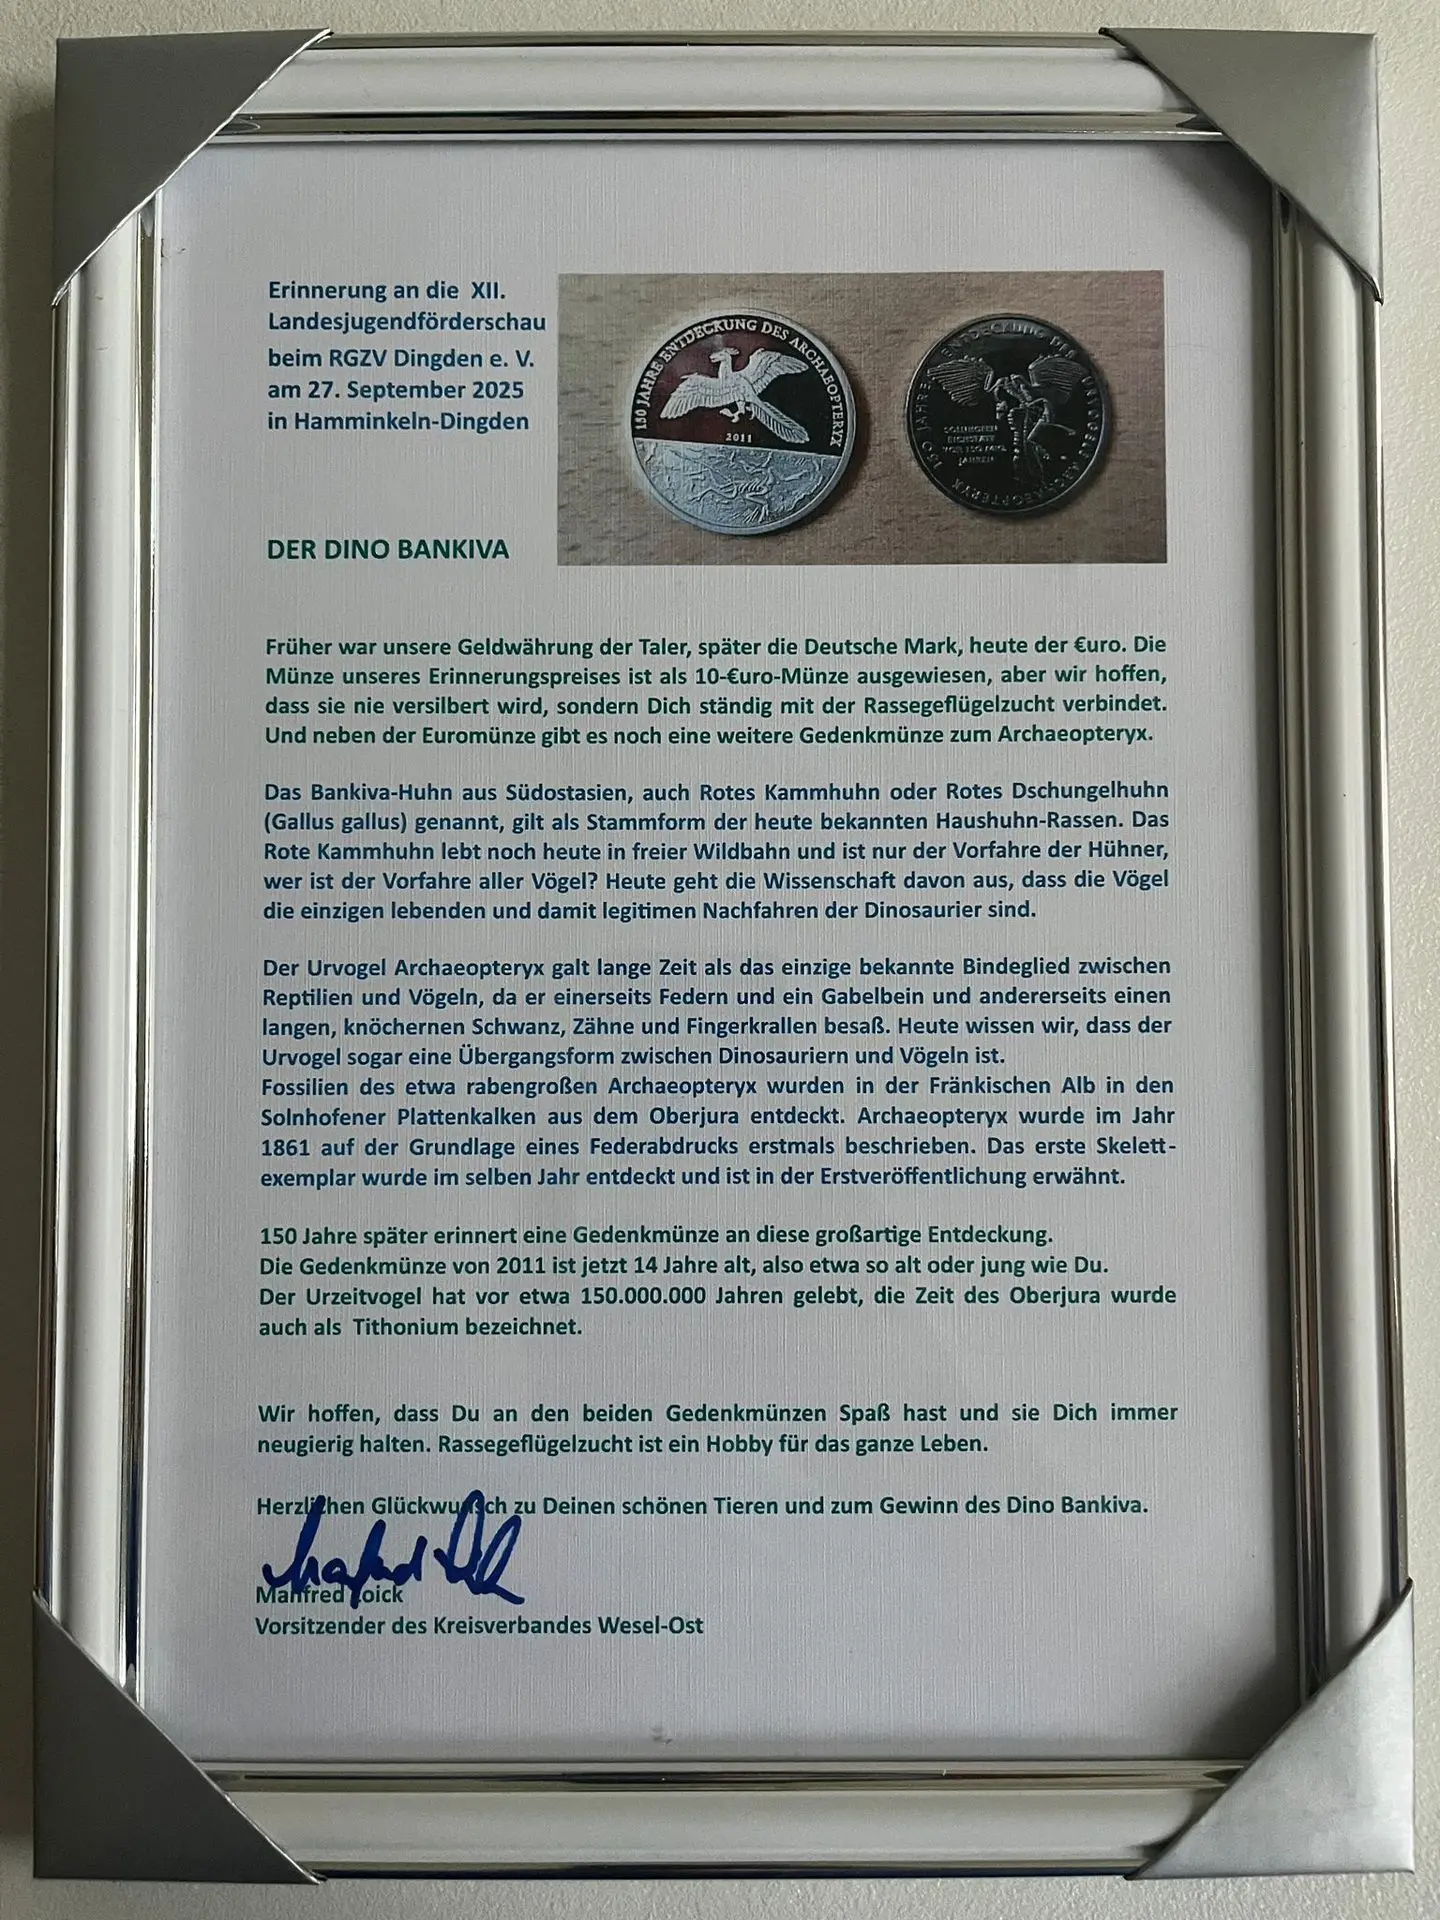 Erinnerung an die XII.
Landesjugendförderschau
beim RGZV Dingden e. V.
am 27. September 2025
in Hamminkeln-Dingden
150 JAHRE ENTDECKUNG DES ARCHAEOPTERYX
2011
150 JAHRE ENTDECKUNG DES URVOGELS ARCHAEOPTERYX
SOLNHOFEN
EICHSTÄTT
VOR 150 MIO.
JAHREN
DER DINO BANKIVA
Früher war unsere Geldwährung der Taler, später die Deutsche Mark, heute der €uro. Die
Münze unseres Erinnerungspreises ist als 10-€uro-Münze ausgewiesen, aber wir hoffen,
dass sie nie versilbert wird, sondern Dich ständig mit der Rassegeflügelzucht verbindet.
Und neben der Euromünze gibt es noch eine weitere Gedenkmünze zum Archaeopteryx.
Das Bankiva-Huhn aus Südostasien, auch Rotes Kammhuhn oder Rotes Dschungelhuhn
(Gallus gallus) genannt, gilt als Stammform der heute bekannten Haushuhn-Rassen. Das
Rote Kammhuhn lebt noch heute in freier Wildbahn und ist nur der Vorfahre der Hühner,
wer ist der Vorfahre aller Vögel? Heute geht die Wissenschaft davon aus, dass die Vögel
die einzigen lebenden und damit legitimen Nachfahren der Dinosaurier sind.
Der Urvogel Archaeopteryx galt lange Zeit als das einzige bekannte Bindeglied zwischen
Reptilien und Vögeln, da er einerseits Federn und ein Gabelbein und andererseits einen
langen, knöchernen Schwanz, Zähne und Fingerkrallen besaß. Heute wissen wir, dass der
Urvogel sogar eine Übergangsform zwischen Dinosauriern und Vögeln ist.
Fossilien des etwa rabengroßen Archaeopteryx wurden in der Fränkischen Alb in den
Solnhofener Plattenkalken aus dem Oberjura entdeckt. Archaeopteryx wurde im Jahr
1861 auf der Grundlage eines Federabdrucks erstmals beschrieben. Das erste Skelett-
exemplar wurde im selben Jahr entdeckt und ist in der Erstveröffentlichung erwähnt.
150 Jahre später erinnert eine Gedenkmünze an diese großartige Entdeckung.
Die Gedenkmünze von 2011 ist jetzt 14 Jahre alt, also etwa so alt oder jung wie Du.
Der Urzeitvogel hat vor etwa 150.000.000 Jahren gelebt, die Zeit des Oberjura wurde
auch als Tithonium bezeichnet.
Wir hoffen, dass Du an den beiden Gedenkmünzen Spaß hast und sie Dich immer
neugierig halten. Rassegeflügelzucht ist ein Hobby für das ganze Leben.
Herzlichen Glückwunsch zu Deinen schönen Tieren und zum Gewinn des Dino Bankiva.
Manfred Loick
Vorsitzender des Kreisverbandes Wesel-Ost